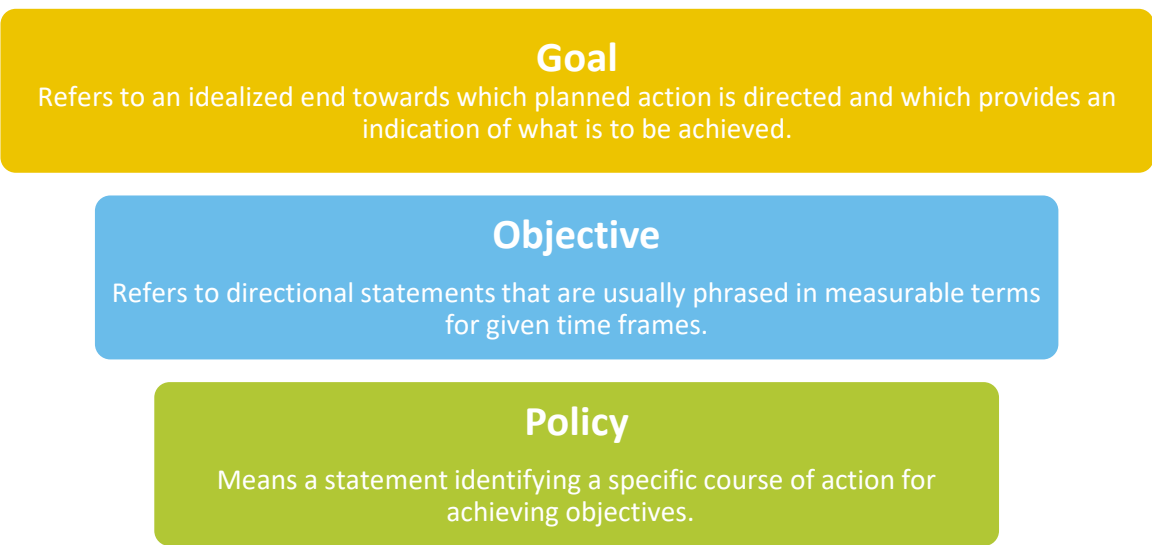 Goal
Refers to an idealized end towards which planned action is directed and which provides an
indication of what is to be achieved.
Objective
Refers to directional statements that are usually phrased in measurable terms
for given time frames.
Policy
Means a statement identifying a specific course of action for
achieving objectives.